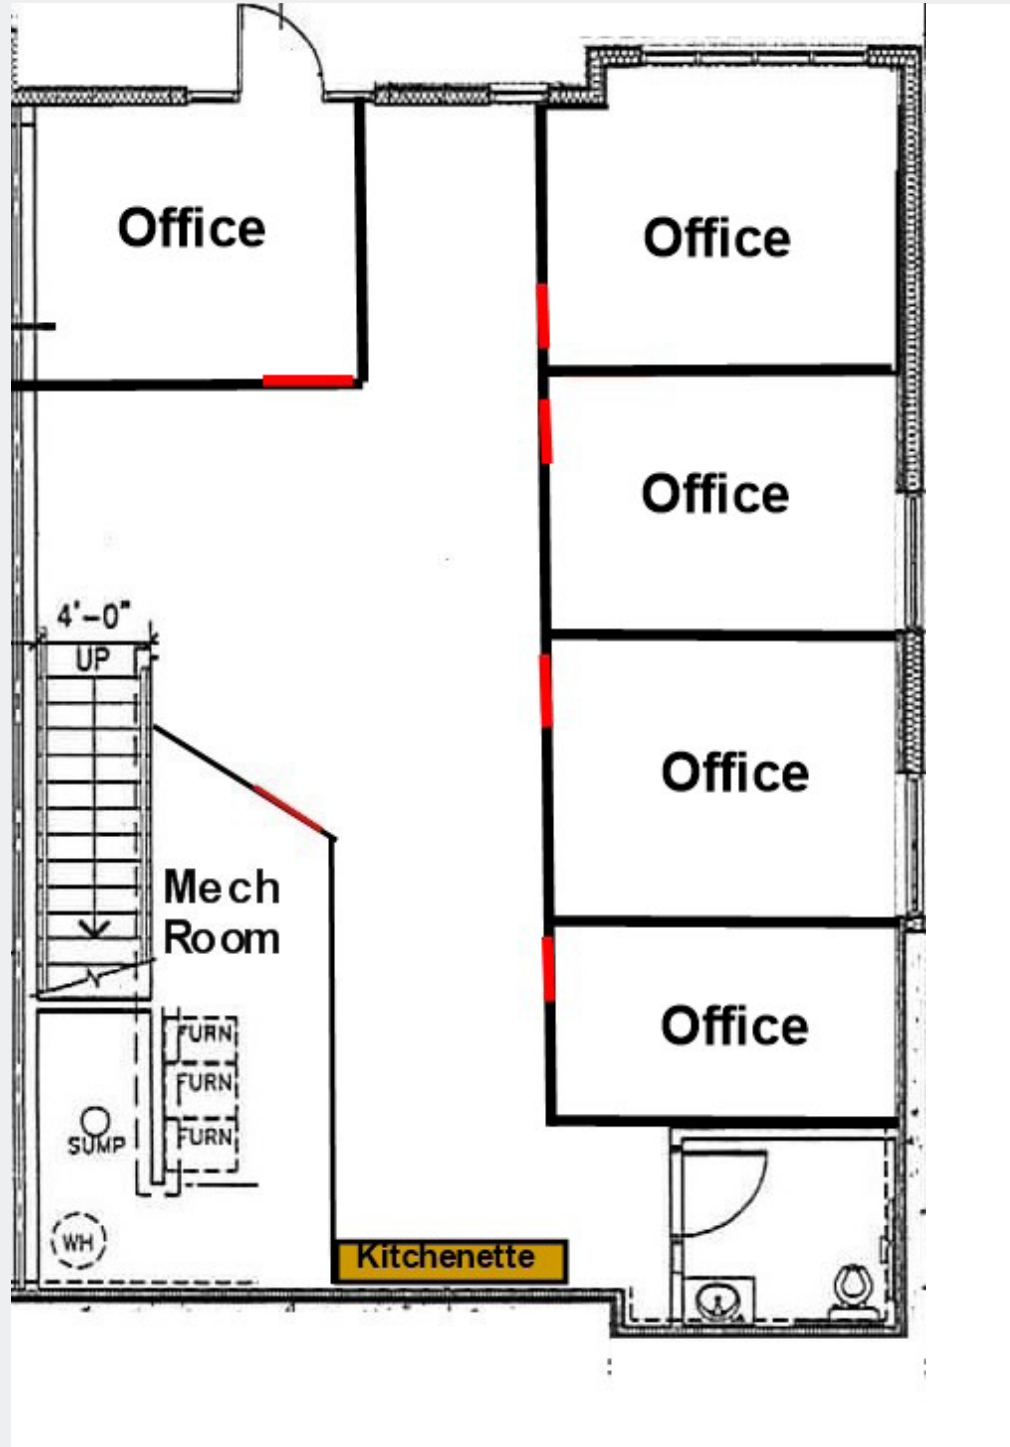 Office
Office
Office
4'-0"
UP
Office
Mech
Room
Office
FURN
FURN
FURN
SUMP
WH
Kitchenette